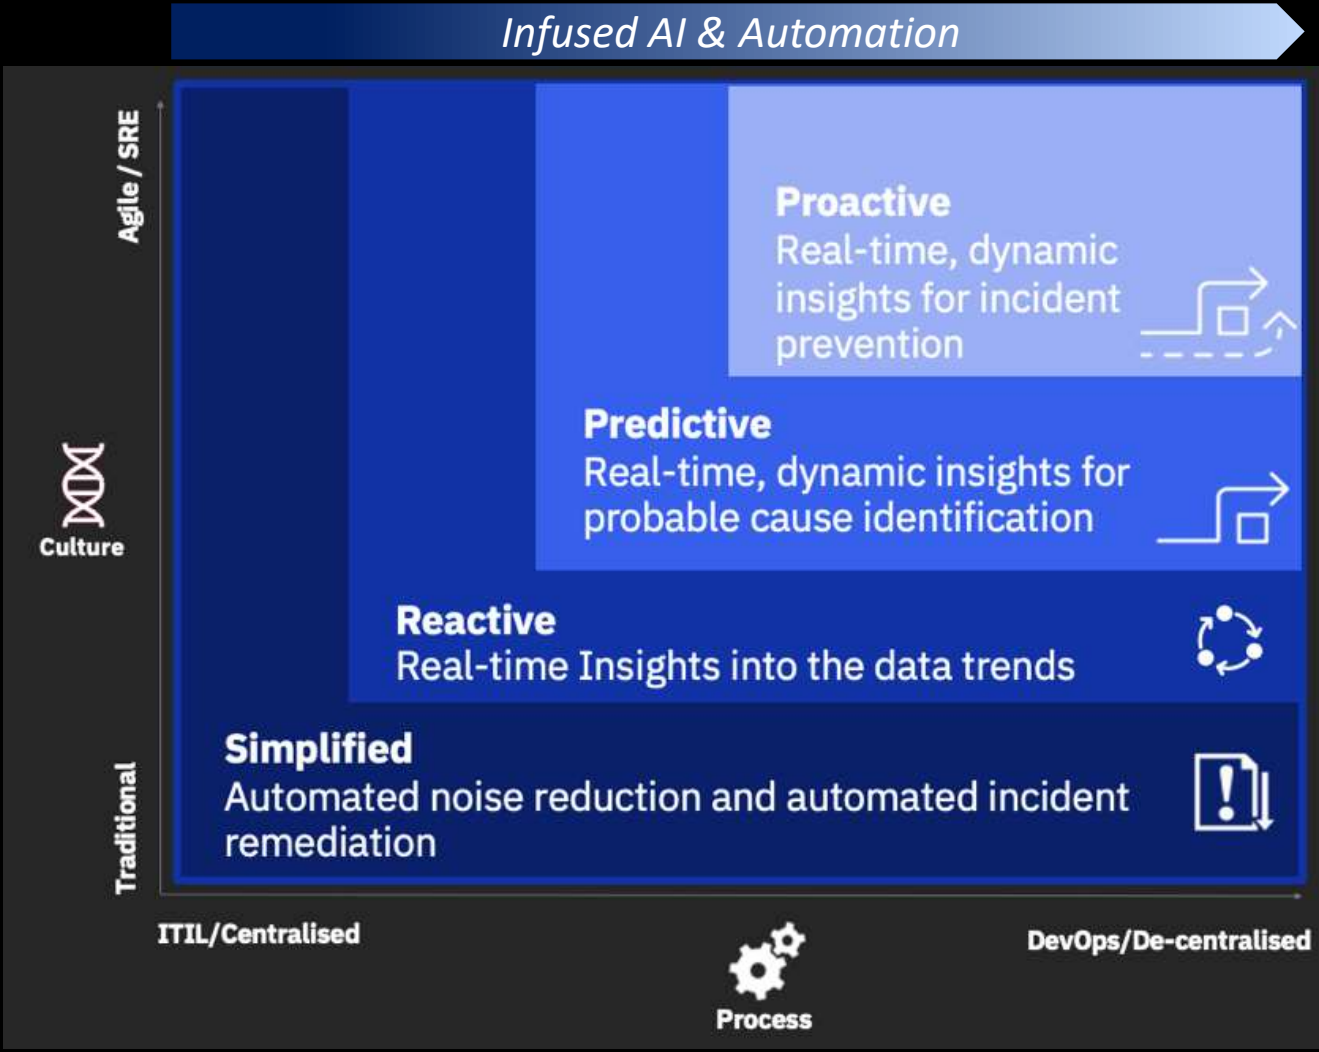 Infused AI & Automation
Agile / SRE
Proactive
Real-time, dynamic
insights for incident
prevention
Predictive
Real-time, dynamic insights for
probable cause identification
Culture
Reactive
Real-time Insights into the data trends
Simplified
Automated noise reduction and automated incident
remediation
Traditional
ITIL/Centralised
DevOps/De-centralised
Process